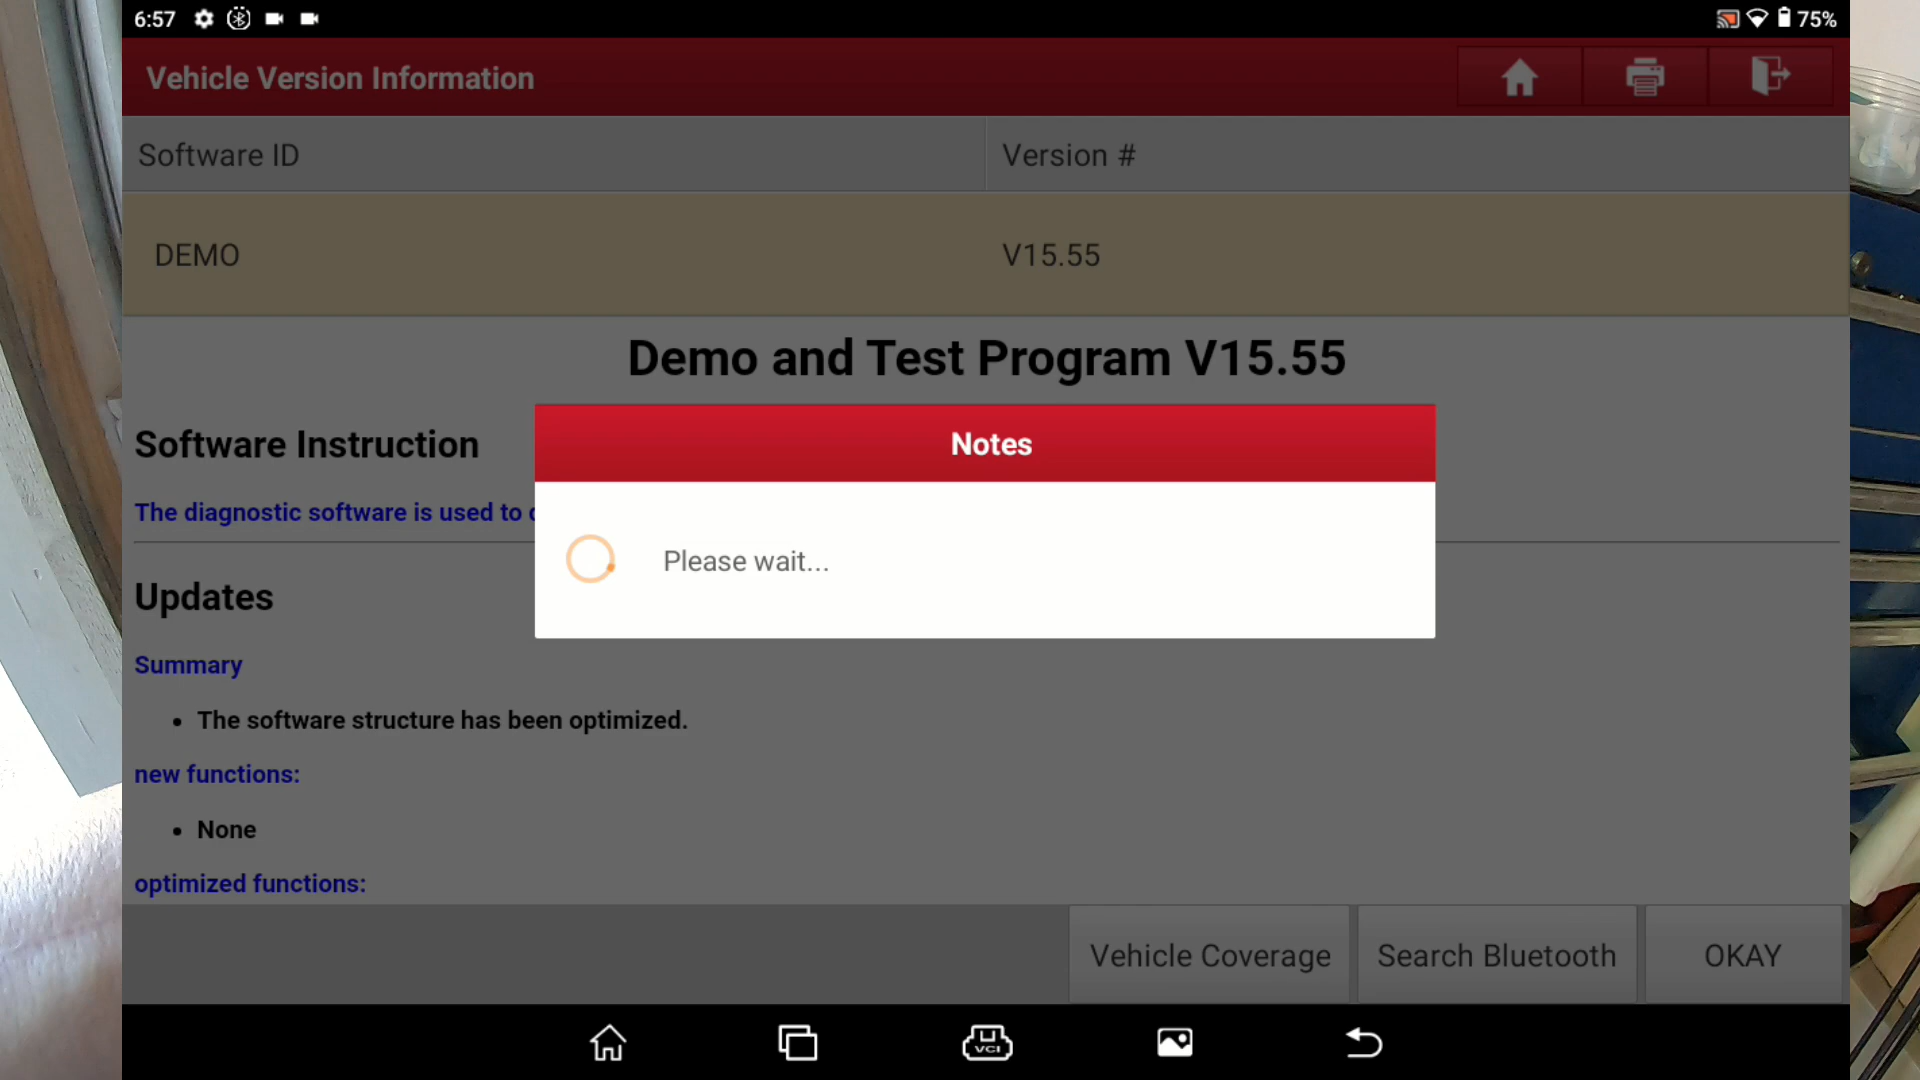 6:57
75%
Vehicle Version Information
Software ID
Version #
DEMO
V15.55
Demo and Test Program V15.55
Software Instruction
Notes
The diagnostic software is used to
Please wait...
Updates
Summary
• The software structure has been optimized.
new functions:
• None
optimized functions:
Vehicle Coverage
Search Bluetooth
OKAY
VCI